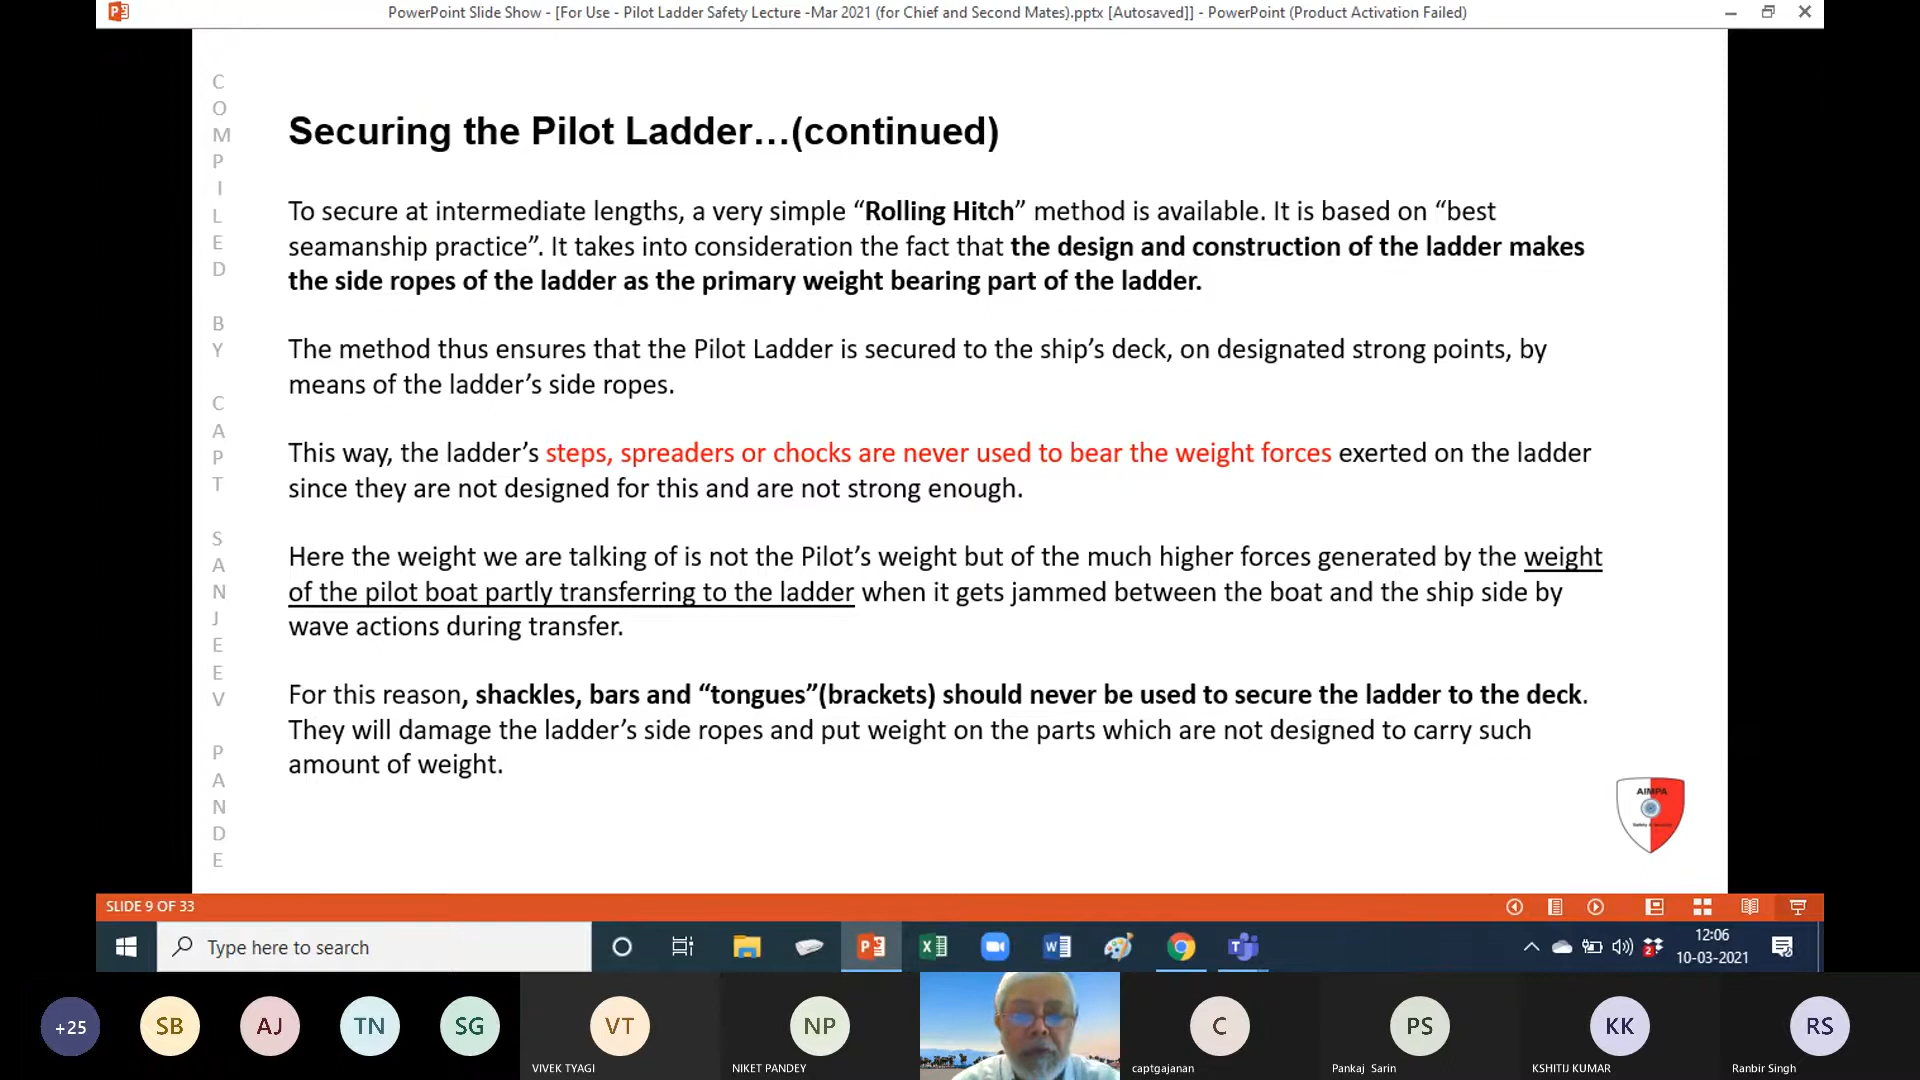 PowerPoint Slide Show - [For Use - Pilot Ladder Safety Lecture -Mar 2021 (for Chief and Second Mates).pptx [Autosaved]] - PowerPoint (Product Activation Failed)
COMPILED BY CAPT SANJEEV PANDE
Securing the Pilot Ladder…(continued)
To secure at intermediate lengths, a very simple “Rolling Hitch” method is available. It is based on “best
seamanship practice”. It takes into consideration the fact that the design and construction of the ladder makes
the side ropes of the ladder as the primary weight bearing part of the ladder.
The method thus ensures that the Pilot Ladder is secured to the ship’s deck, on designated strong points, by
means of the ladder’s side ropes.
This way, the ladder’s steps, spreaders or chocks are never used to bear the weight forces exerted on the ladder
since they are not designed for this and are not strong enough.
Here the weight we are talking of is not the Pilot’s weight but of the much higher forces generated by the weight
of the pilot boat partly transferring to the ladder when it gets jammed between the boat and the ship side by
wave actions during transfer.
For this reason, shackles, bars and “tongues”(brackets) should never be used to secure the ladder to the deck.
They will damage the ladder’s side ropes and put weight on the parts which are not designed to carry such
amount of weight.
AIMPA
SLIDE 9 OF 33
Type here to search
12:06
10-03-2021
+25 SB AJ TN SG VT NP C PS KK RS
VIVEK TYAGI NIKET PANDEY captgajanan Pankaj Sarin KSHITIJ KUMAR Ranbir Singh